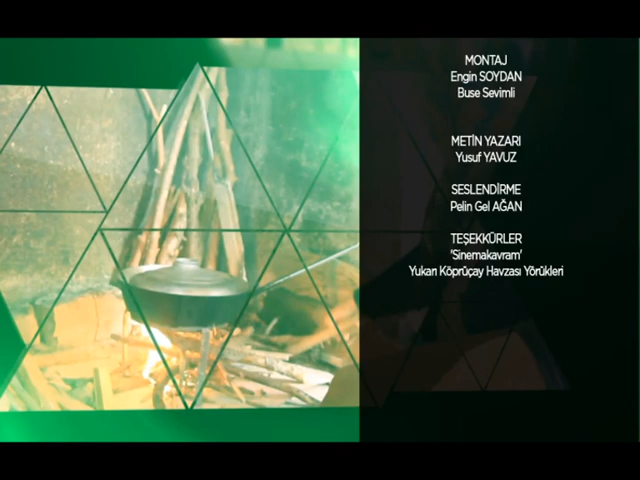 MONTAJ
Engin SOYDAN
Buse Sevimli
METİN YAZARI
Yusuf YAVUZ
SESLENDİRME
Pelin Gel AĞAN
TEŞEKKÜRLER
'Sinemakavram'
Yukarı Köprüçay Havzası Yörükleri